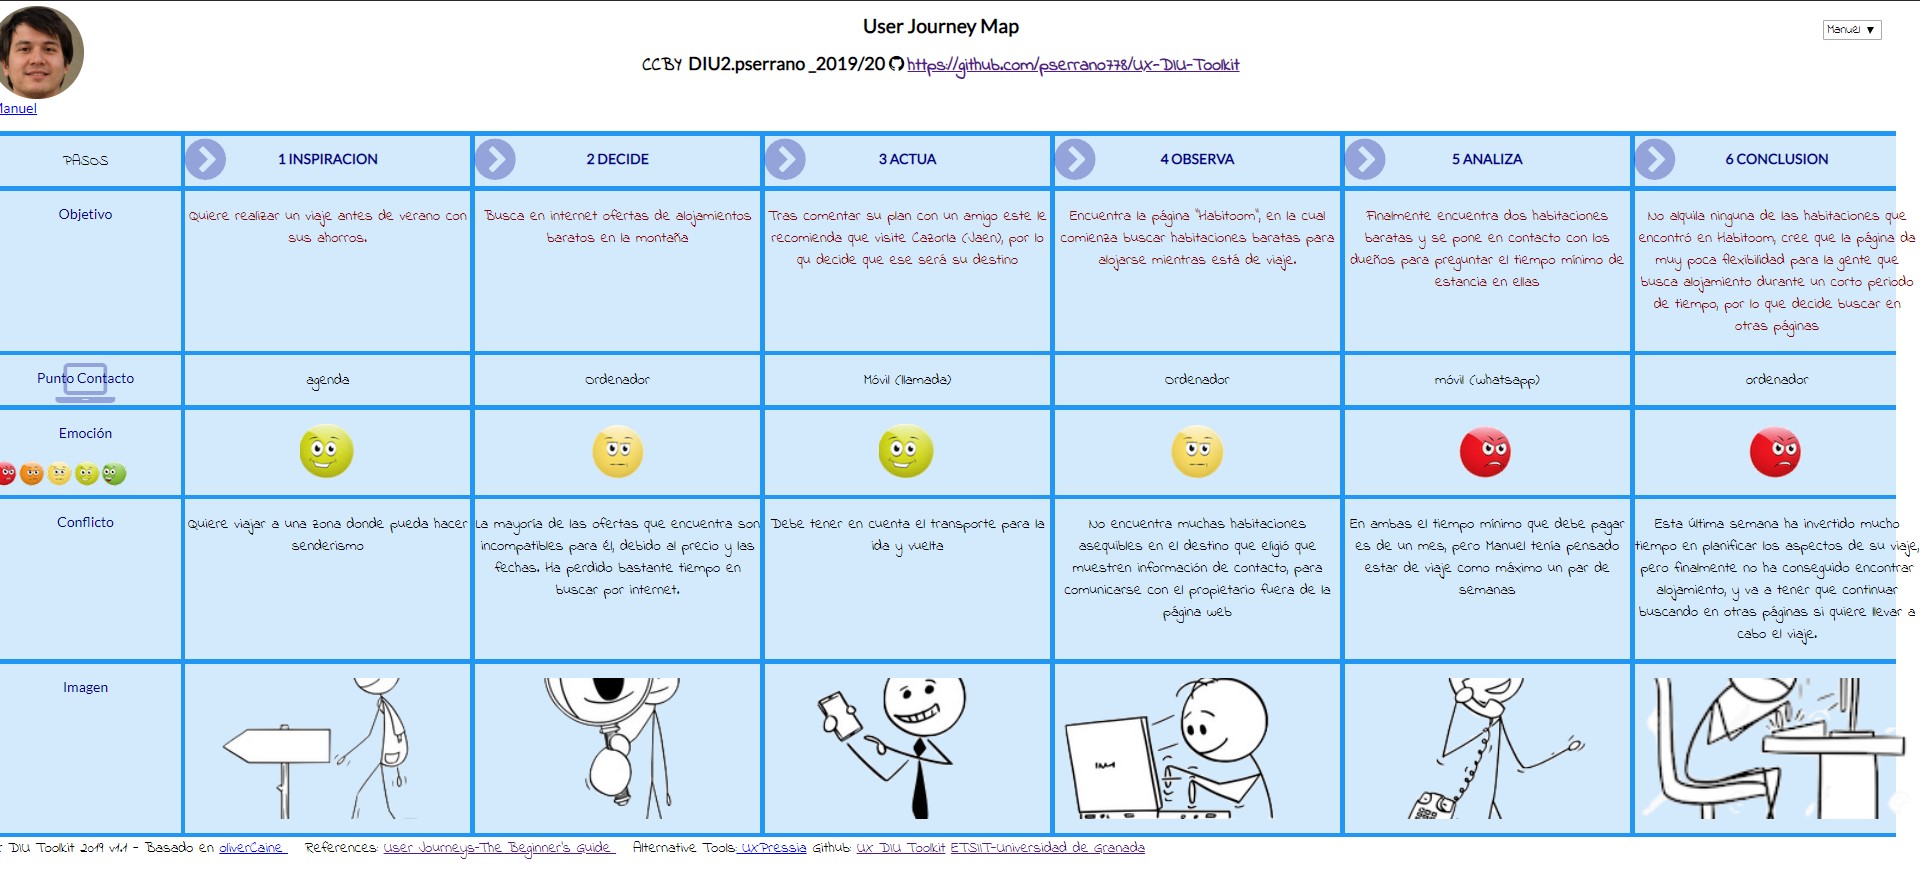 User Journey Map
Manuel ▼
CCBY DIU2.pserrano_2019/20 https://github.com/pserrano778/UX-DIU-Toolkit
Manuel
PASOS
1 INSPIRACION
2 DECIDE
3 ACTUA
4 OBSERVA
5 ANALIZA
6 CONCLUSION
Objetivo
Quiere realizar un viaje antes de verano con
sus ahorros.
Busca en internet ofertas de alojamientos
baratos en la montaña
Tras comentar su plan con un amigo este le
recomienda que visite Cazorla (Jaen), por lo
qu decide que ese será su destino
Encuentra la página "Habitoom", en la cual
comienza buscar habitaciones baratas para
alojarse mientras está de viaje.
Finalmente encuentra dos habitaciones
baratas y se pone en contacto con los
dueños para preguntar el tiempo mínimo de
estancia en ellas
No alquila ninguna de las habitaciones que
encontró en Habitoom, cree que la página da
muy poca flexibilidad para la gente que
busca alojamiento durante un corto periodo
de tiempo, por lo que decide buscar en
otras páginas
Punto Contacto
agenda
Ordenador
Móvil (llamada)
Ordenador
móvil (whatsapp)
ordenador
Emoción
Conflicto
Quiere viajar a una zona donde pueda hacer
senderismo
La mayoría de las ofertas que encuentra son
incompatibles para él, debido al precio y las
fechas. Ha perdido bastante tiempo en
buscar por internet.
Debe tener en cuenta el transporte para la
ida y vuelta
No encuentra muchas habitaciones
asequibles en el destino que eligió que
muestren información de contacto, para
comunicarse con el propietario fuera de la
página web
En ambas el tiempo mínimo que debe pagar
es de un mes, pero Manuel tenía pensado
estar de viaje como máximo un par de
semanas
Esta última semana ha invertido mucho
tiempo en planificar los aspectos de su viaje,
pero finalmente no ha conseguido encontrar
alojamiento, y va a tener que continuar
buscando en otras páginas si quiere llevar a
cabo el viaje.
Imagen
DIU Toolkit 2019 v1.1 - Basado en oliverCaine References: User Journeys-The Beginner's Guide Alternative Tools: UXPressia Github: UX DIU Toolkit ETSIIT-Universidad de Granada